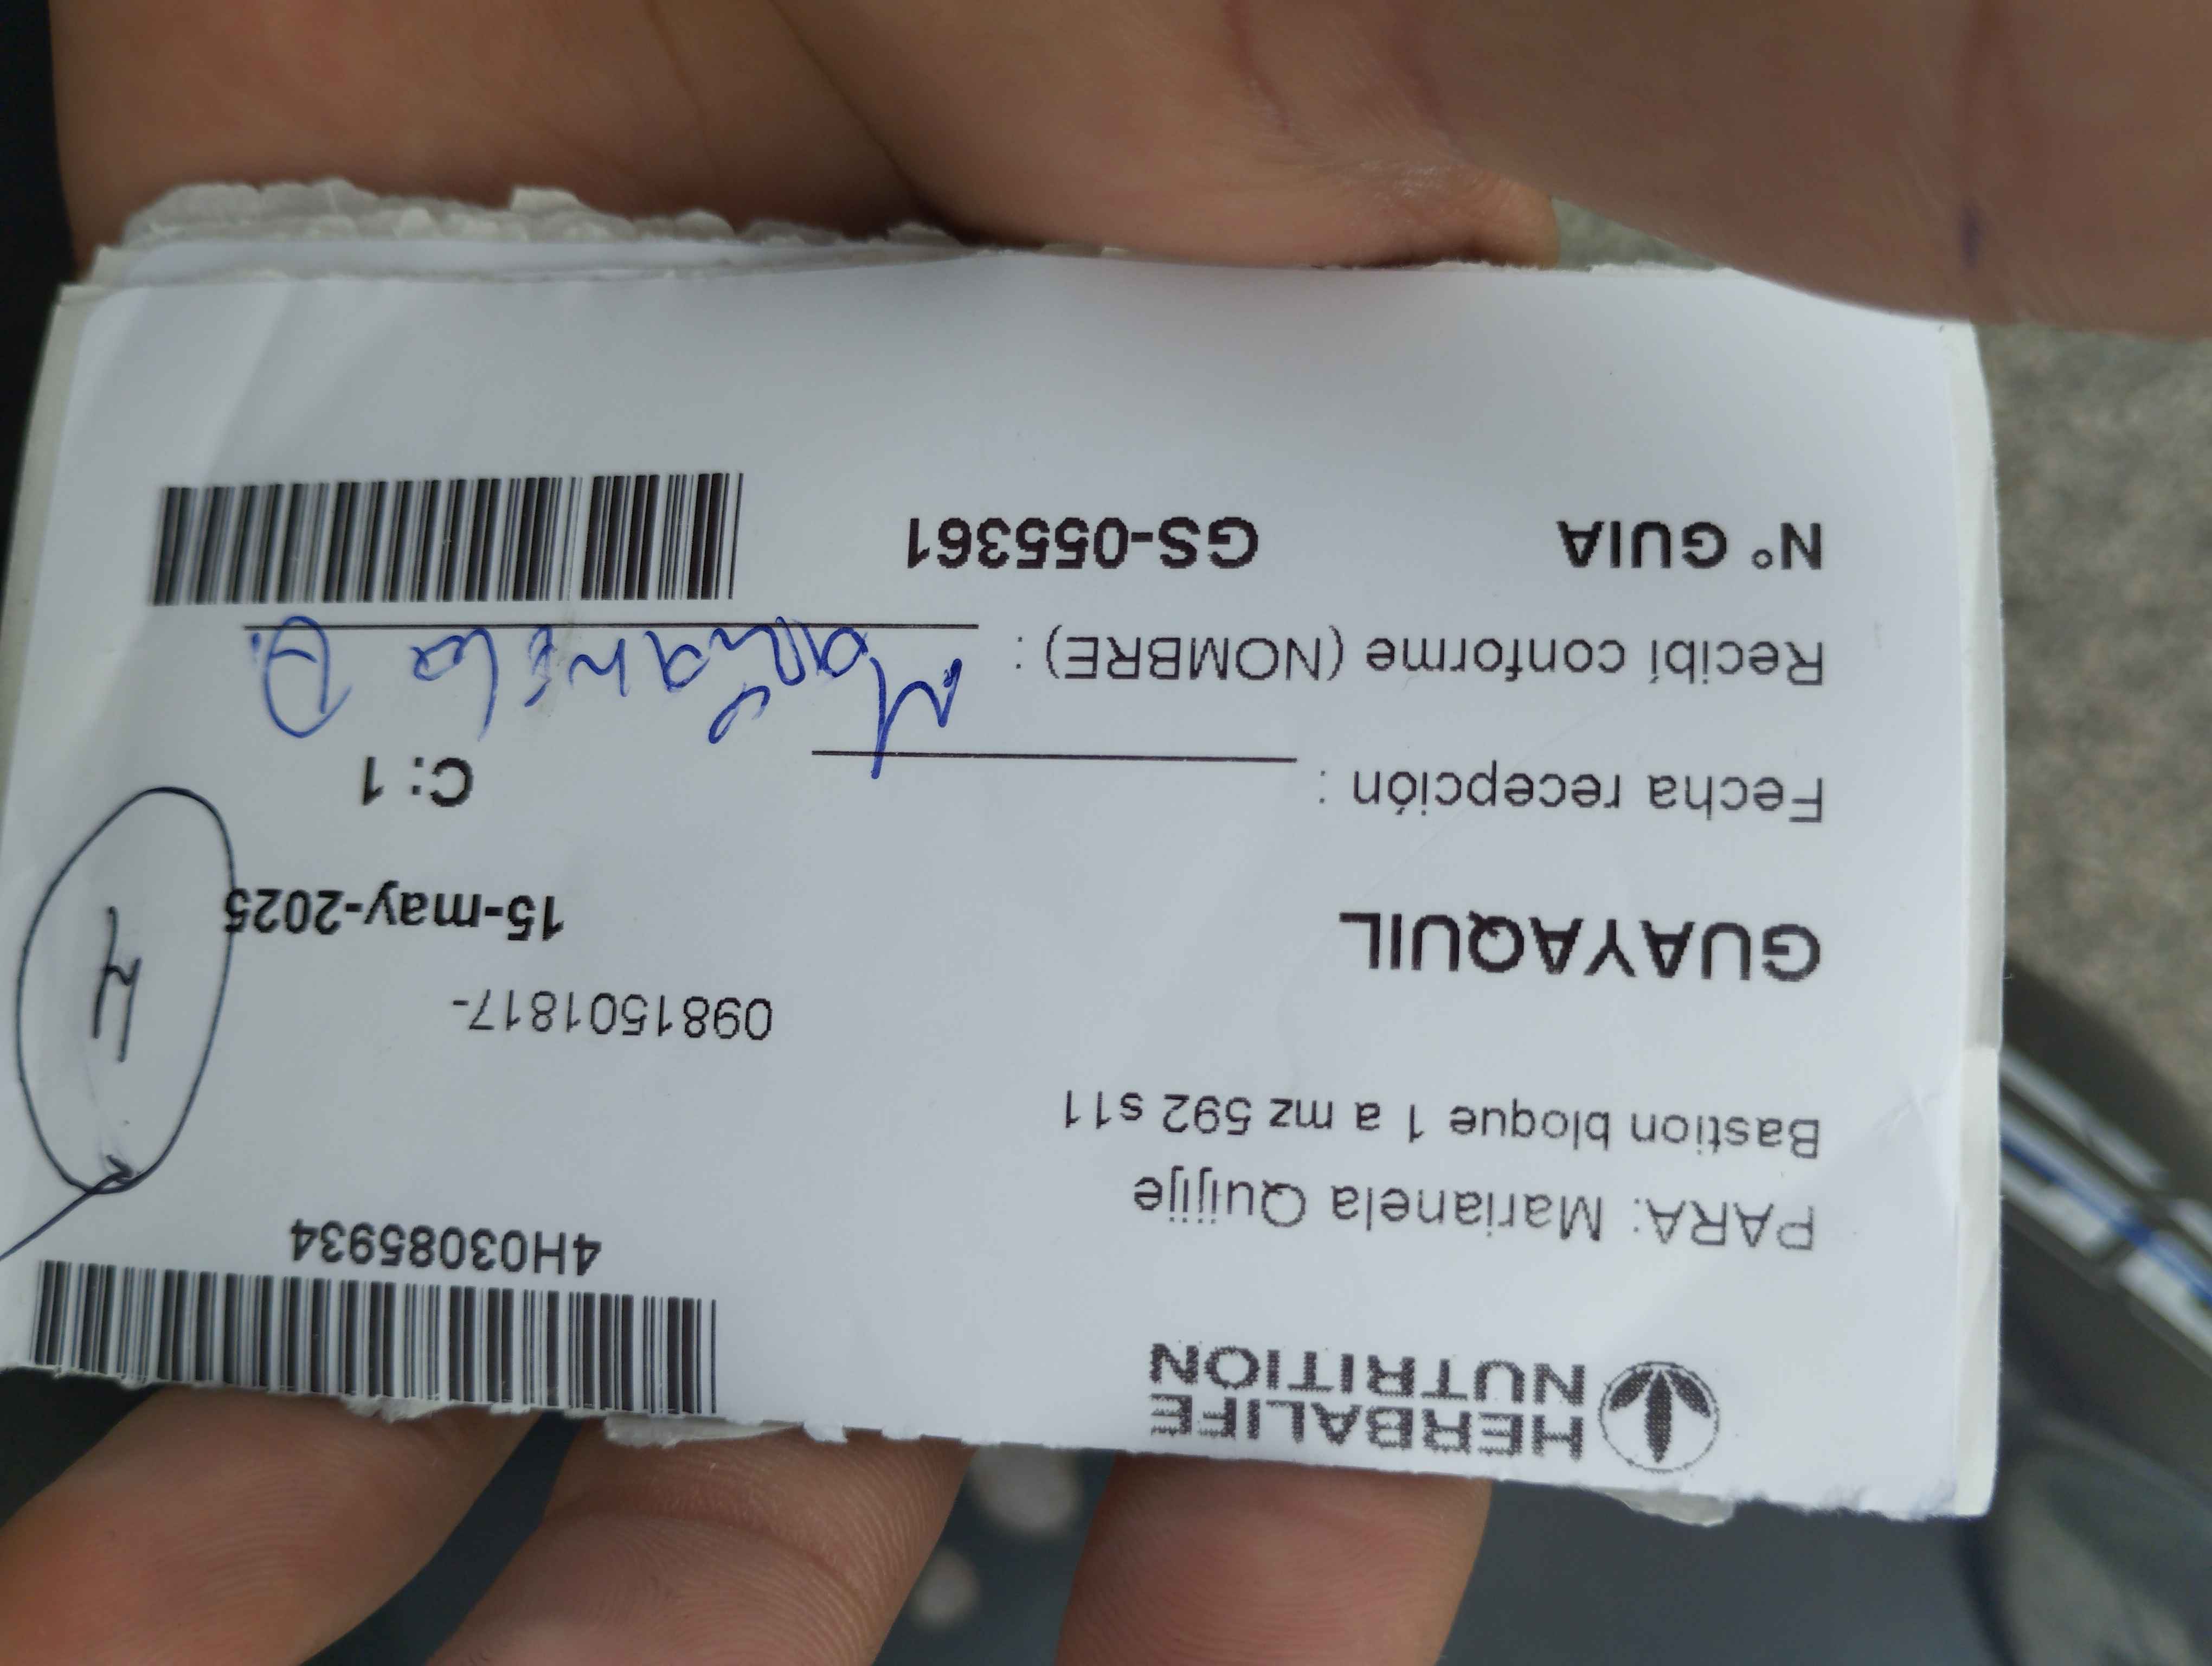 HERBALIFE
NUTRITION
4H03085934
PARA: Marianela Quijije
Bastion bloque 1 a mz 592 s11
0981501817-
GUAYAQUIL
15-may-2025
4
Fecha recepción :
C: 1
Recibí conforme (NOMBRE) : Marianela Q.
N° GUIA GS-055361